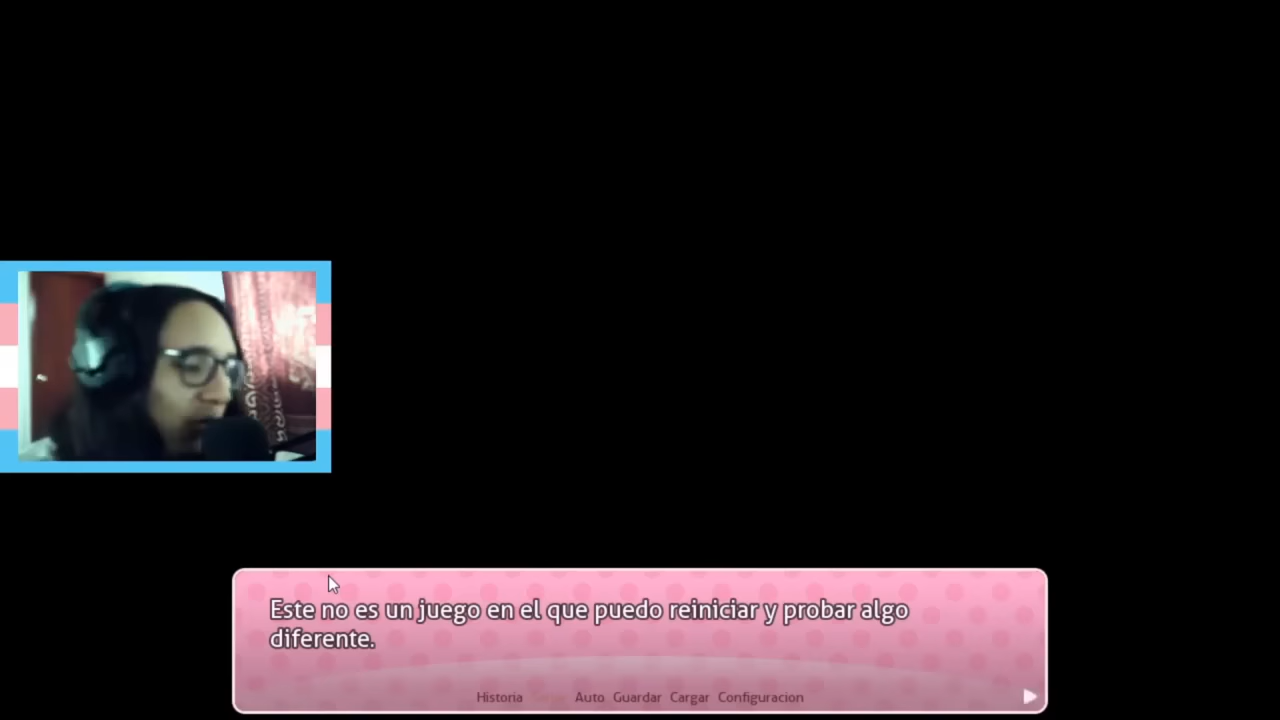 Este no es un juego en el que puedo reiniciar y probar algo
diferente.
Historia Auto Guardar Cargar Configuracion